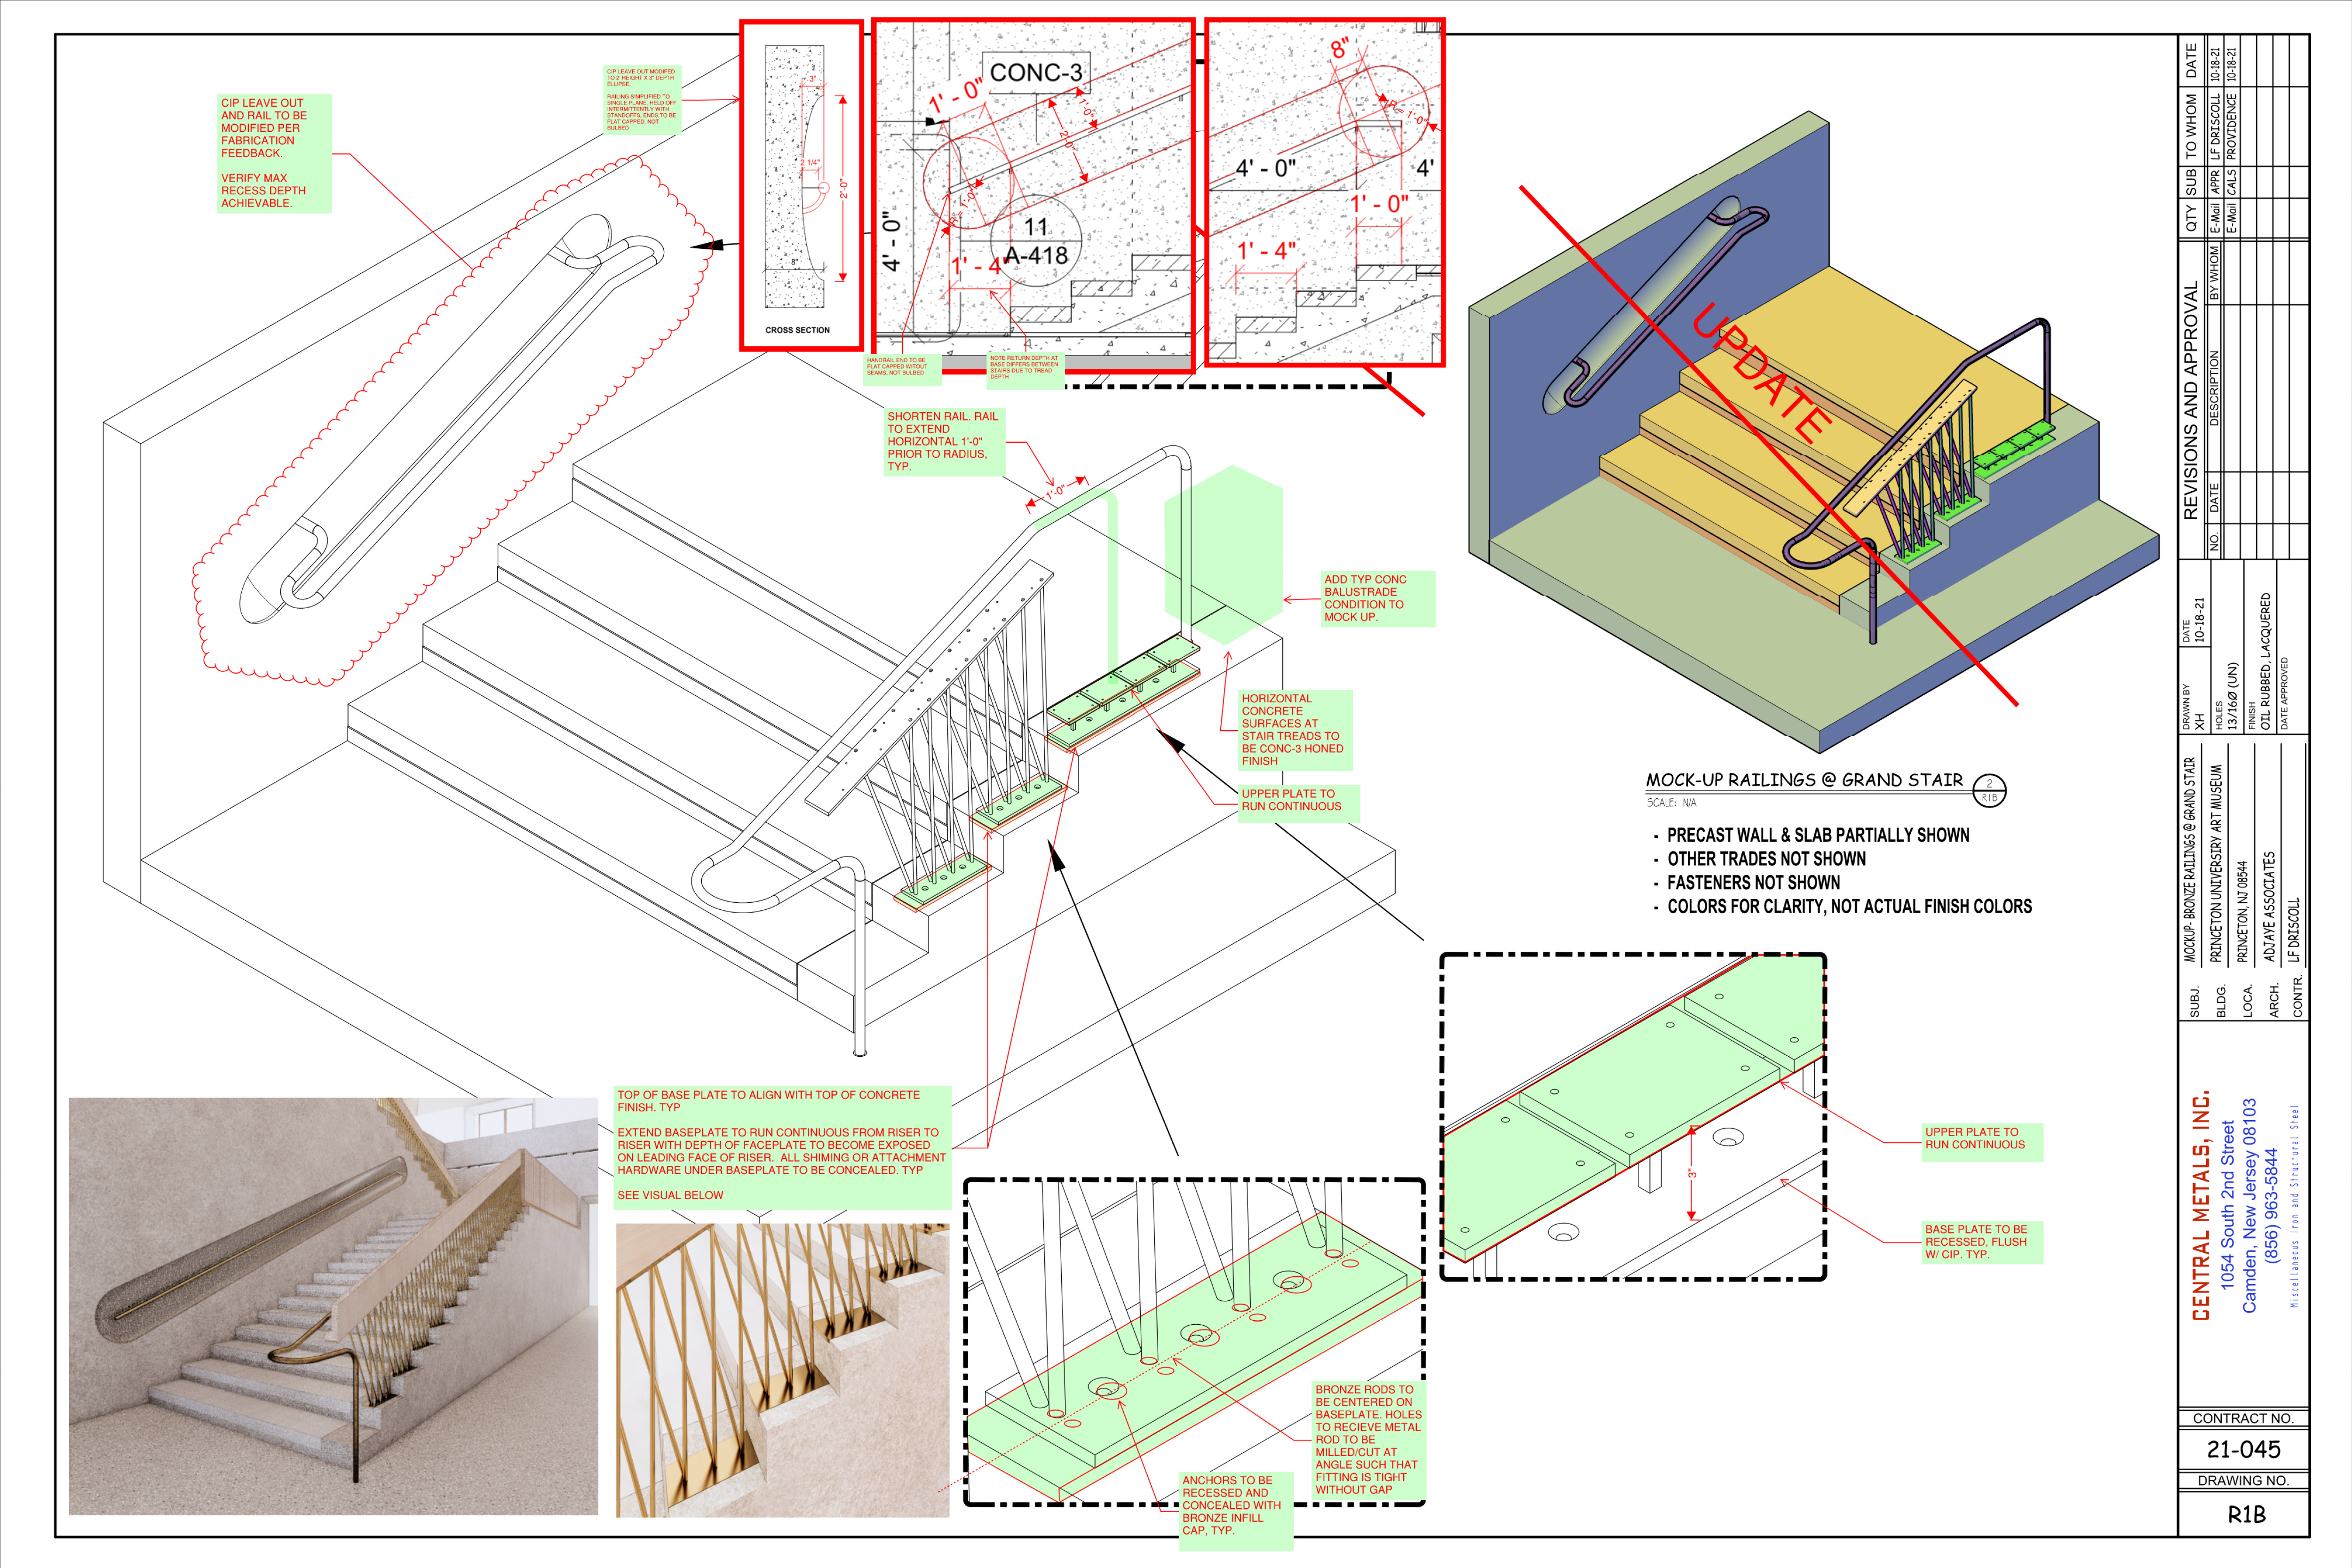 CIP LEAVE OUT
AND RAIL TO BE
MODIFIED PER
FABRICATION
FEEDBACK.
VERIFY MAX
RECESS DEPTH
ACHIEVABLE.
CIP LEAVE OUT MODIFED
TO 2' HEIGHT X 3" DEPTH
ELLIPSE.
RAILING SIMPLIFIED TO
SINGLE PLANE, HELD OFF
INTERMITTENTLY WITH
STANDOFFS, ENDS TO BE
FLAT CAPPED, NOT
BULBED
3"
2 1/4"
2'-0"
8"
CROSS SECTION
CONC-3
1' - 0"
1'-0"
2'-0"
R = 1'-0"
4' - 0"
11
A-418
1' - 4"
HANDRAIL END TO BE
FLAT CAPPED WITOUT
SEAMS, NOT BULBED
NOTE RETURN DEPTH AT
BASE DIFFERS BETWEEN
STAIRS DUE TO TREAD
DEPTH
8"
R = 1'-0"
4' - 0"
4'
1' - 0"
1' - 4"
SHORTEN RAIL. RAIL
TO EXTEND
HORIZONTAL 1'-0"
PRIOR TO RADIUS,
TYP.
1'-0"
ADD TYP CONC
BALUSTRADE
CONDITION TO
MOCK UP.
HORIZONTAL
CONCRETE
SURFACES AT
STAIR TREADS TO
BE CONC-3 HONED
FINISH
UPPER PLATE TO
RUN CONTINUOUS
UPDATE
MOCK-UP RAILINGS @ GRAND STAIR
2
R1B
SCALE: N/A
- PRECAST WALL & SLAB PARTIALLY SHOWN
- OTHER TRADES NOT SHOWN
- FASTENERS NOT SHOWN
- COLORS FOR CLARITY, NOT ACTUAL FINISH COLORS
TOP OF BASE PLATE TO ALIGN WITH TOP OF CONCRETE
FINISH. TYP
EXTEND BASEPLATE TO RUN CONTINUOUS FROM RISER TO
RISER WITH DEPTH OF FACEPLATE TO BECOME EXPOSED
ON LEADING FACE OF RISER. ALL SHIMING OR ATTACHMENT
HARDWARE UNDER BASEPLATE TO BE CONCEALED. TYP
SEE VISUAL BELOW
BRONZE RODS TO
BE CENTERED ON
BASEPLATE. HOLES
TO RECIEVE METAL
ROD TO BE
MILLED/CUT AT
ANGLE SUCH THAT
FITTING IS TIGHT
WITHOUT GAP
ANCHORS TO BE
RECESSED AND
CONCEALED WITH
BRONZE INFILL
CAP, TYP.
3"
UPPER PLATE TO
RUN CONTINUOUS
BASE PLATE TO BE
RECESSED, FLUSH
W/ CIP. TYP.
REVISIONS AND APPROVAL
QTY SUB TO WHOM DATE
E-Mail APPR LF DRISCOLL 10-18-21
E-Mail CALS PROVIDENCE 10-18-21
NO. DATE DESCRIPTION BY WHOM
DRAWN BY
XH
DATE
10-18-21
HOLES
13/16Ø (UN)
FINISH
OIL RUBBED, LACQUERED
DATE APPROVED
SUBJ. MOCKUP- BRONZE RAILINGS @ GRAND STAIR
BLDG. PRINCETON UNIVERSIRY ART MUSEUM
LOCA. PRINCETON, NJ 08544
ARCH. ADJAYE ASSOCIATES
CONTR. LF DRISCOLL
CENTRAL METALS, INC.
1054 South 2nd Street
Camden, New Jersey 08103
(856) 963-5844
Miscellaneous Iron and Structural Steel
CONTRACT NO.
21-045
DRAWING NO.
R1B